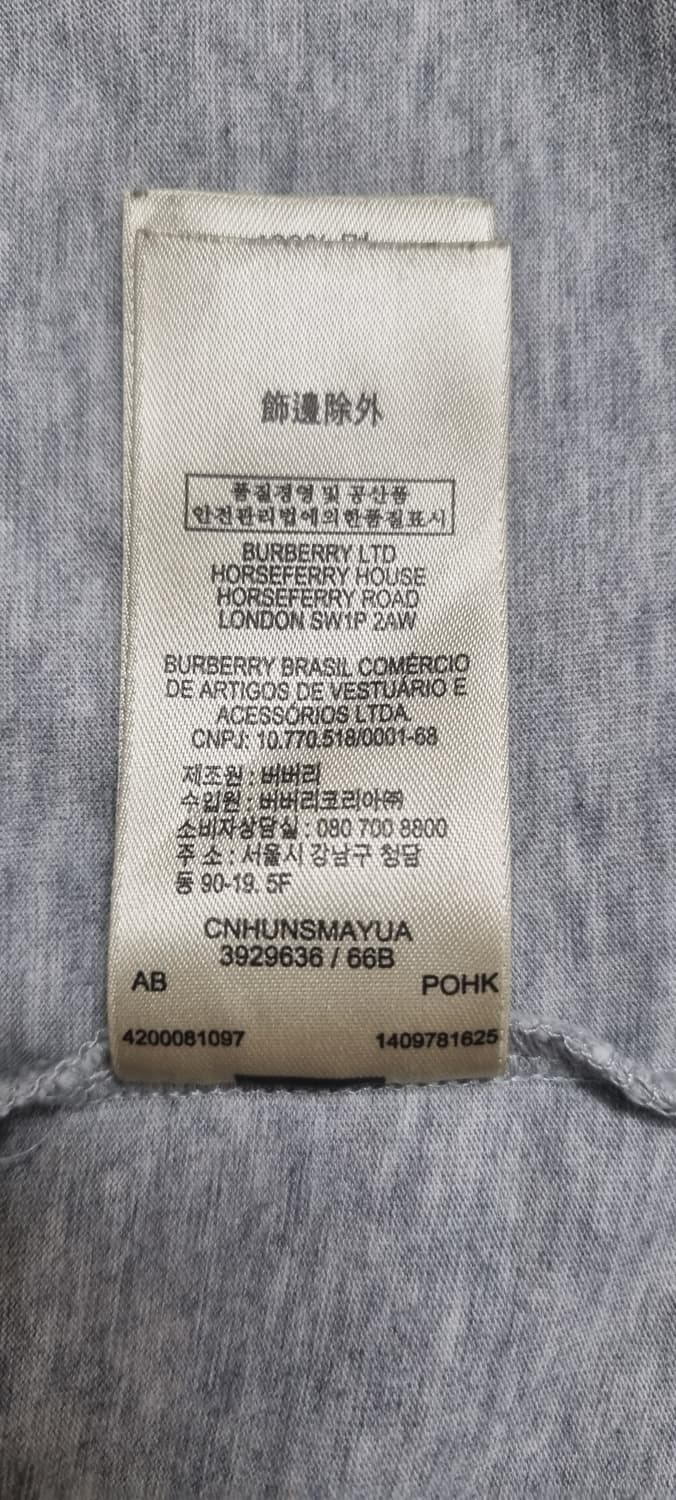 飾邊除外
품질경영 및 공산품
안전관리법에의한품질표시
BURBERRY LTD
HORSEFERRY HOUSE
HORSEFERRY ROAD
LONDON SW1P 2AW
BURBERRY BRASIL COMÉRCIO
DE ARTIGOS DE VESTUÁRIO E
ACESSÓRIOS LTDA.
CNPJ: 10.770.518/0001-68
제조원 : 버버리
수입원 : 버버리코리아㈜
소비자상담실 : 080 700 8800
주 소 : 서울시 강남구 청담
동 90-19. 5F
CNHUNSMAYUA
3929636 / 66B
AB POHK
4200081097 1409781625